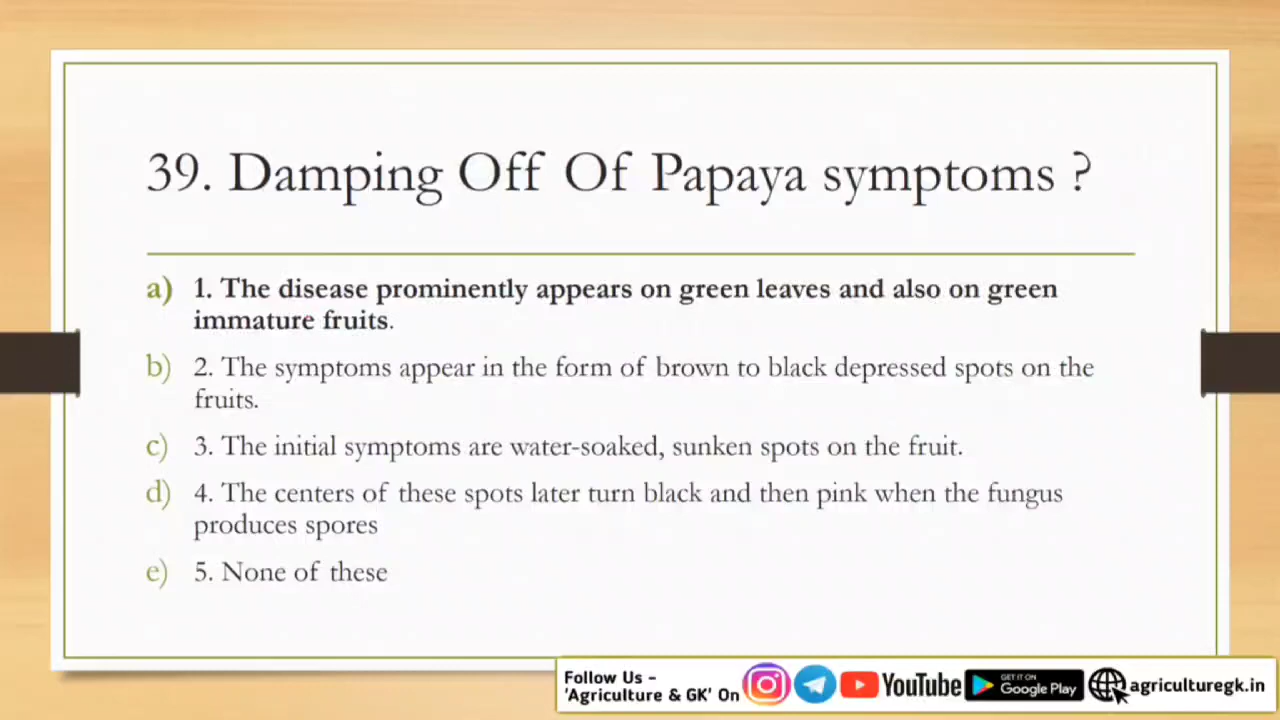 39. Damping Off Of Papaya symptoms ?
a) 1. The disease prominently appears on green leaves and also on green
immature fruits.
b) 2. The symptoms appear in the form of brown to black depressed spots on the
fruits.
c) 3. The initial symptoms are water-soaked, sunken spots on the fruit.
d) 4. The centers of these spots later turn black and then pink when the fungus
produces spores
e) 5. None of these
Follow Us -
'Agriculture & GK' On
YouTube
GET IT ON
Google Play
agriculturegk.in